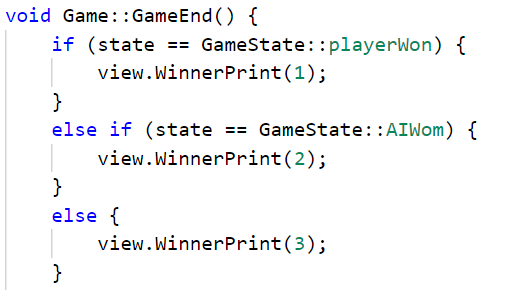 void Game::GameEnd() {
    if (state == GameState::playerWon) {
        view.WinnerPrint(1);
    }
    else if (state == GameState::AIWom) {
        view.WinnerPrint(2);
    }
    else {
        view.WinnerPrint(3);
    }